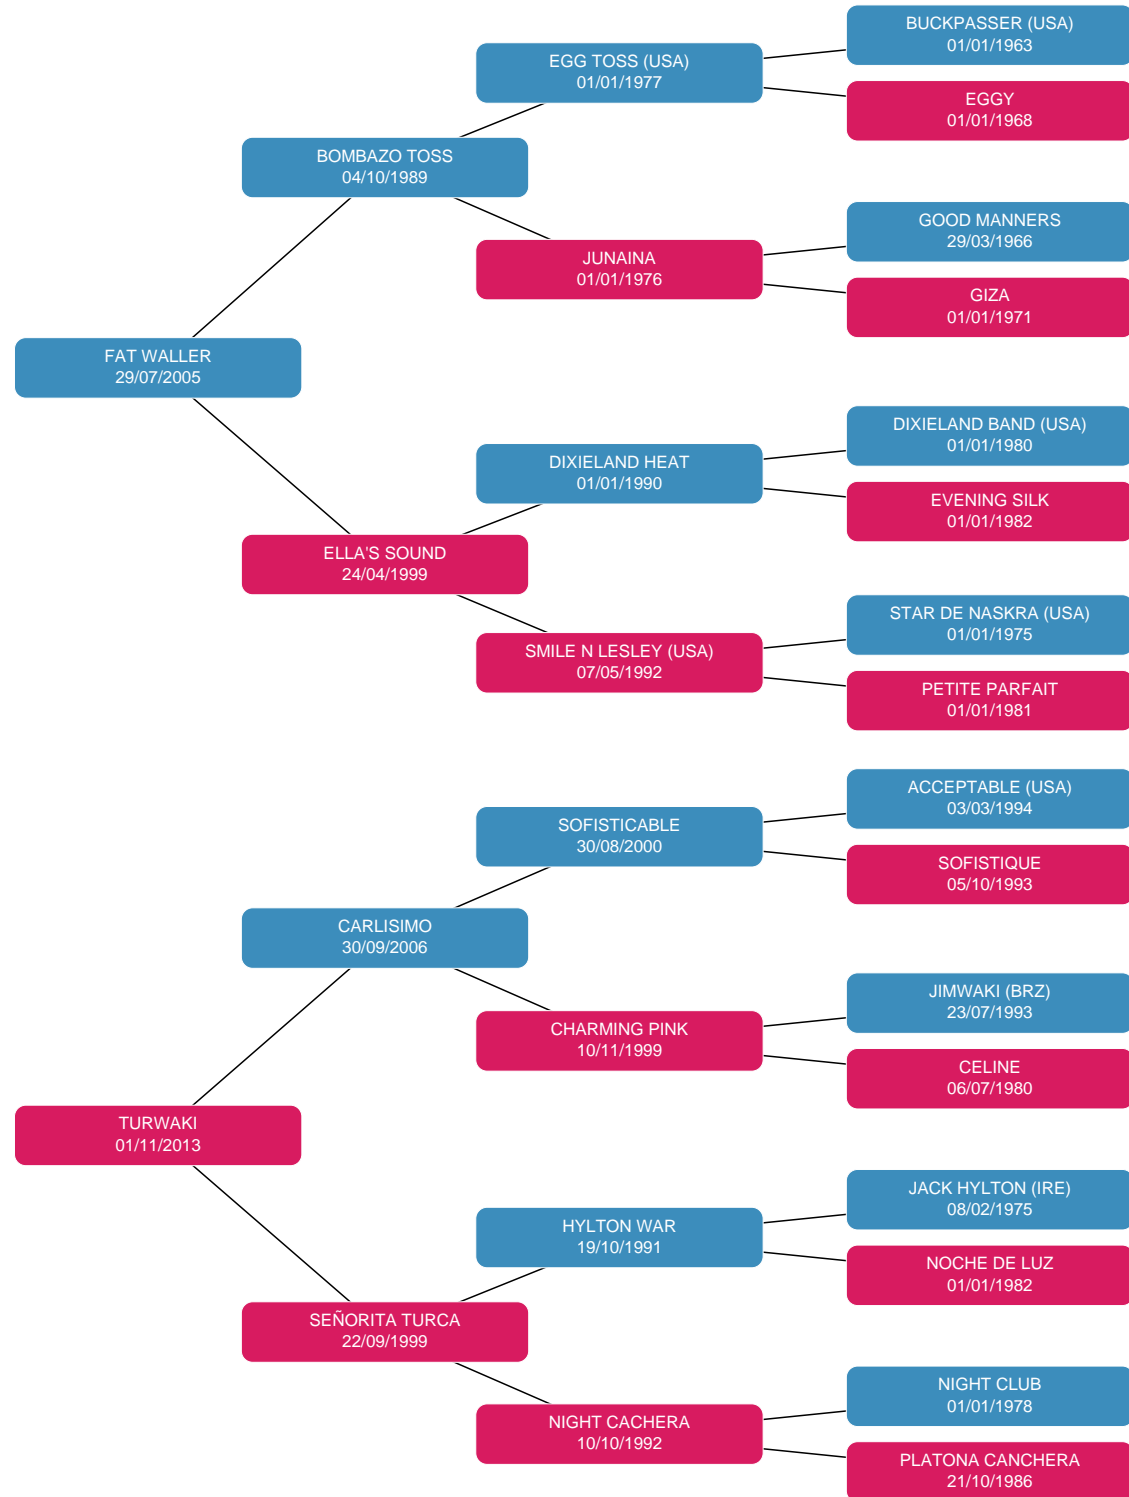 BUCKPASSER (USA)
01/01/1963
EGG TOSS (USA)
01/01/1977
EGGY
01/01/1968
BOMBAZO TOSS
04/10/1989
GOOD MANNERS
29/03/1966
JUNAINA
01/01/1976
GIZA
01/01/1971
FAT WALLER
29/07/2005
DIXIELAND BAND (USA)
01/01/1980
DIXIELAND HEAT
01/01/1990
EVENING SILK
01/01/1982
ELLA'S SOUND
24/04/1999
STAR DE NASKRA (USA)
01/01/1975
SMILE N LESLEY (USA)
07/05/1992
PETITE PARFAIT
01/01/1981
ACCEPTABLE (USA)
03/03/1994
SOFISTICABLE
30/08/2000
SOFISTIQUE
05/10/1993
CARLISIMO
30/09/2006
JIMWAKI (BRZ)
23/07/1993
CHARMING PINK
10/11/1999
CELINE
06/07/1980
TURWAKI
01/11/2013
JACK HYLTON (IRE)
08/02/1975
HYLTON WAR
19/10/1991
NOCHE DE LUZ
01/01/1982
SEÑORITA TURCA
22/09/1999
NIGHT CLUB
01/01/1978
NIGHT CACHERA
10/10/1992
PLATONA CANCHERA
21/10/1986